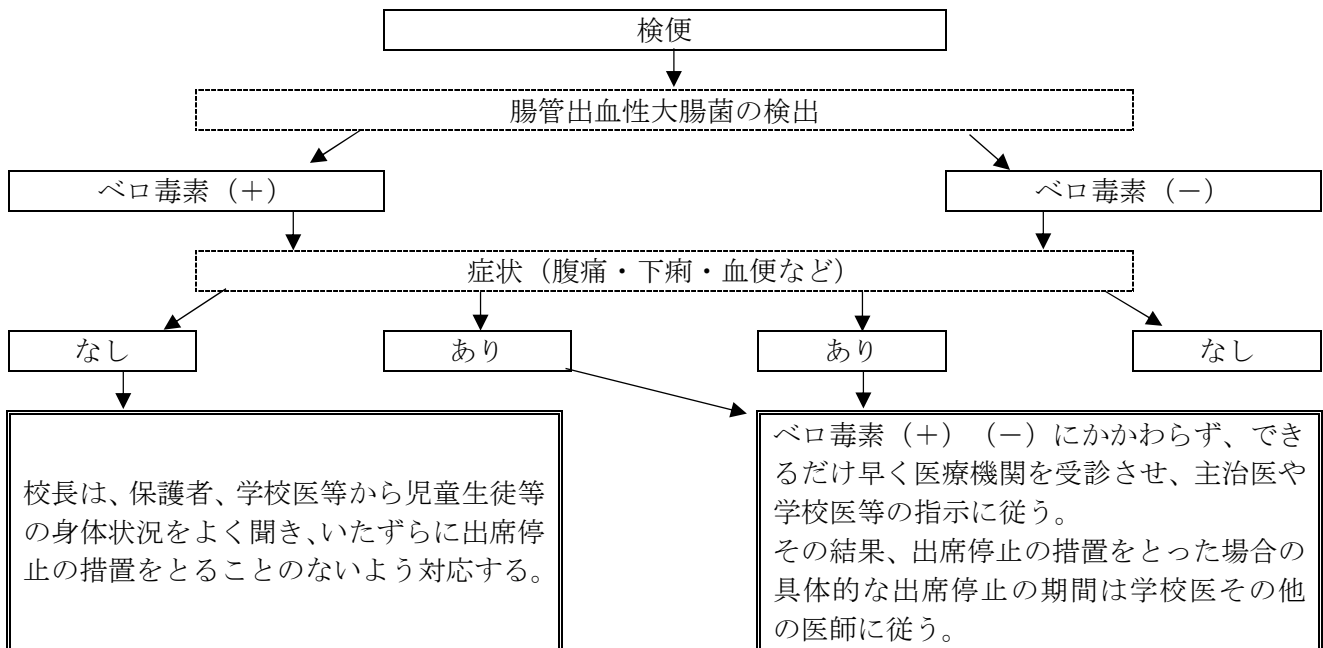 検便
腸管出血性大腸菌の検出
ベロ毒素(+)
ベロ毒素(-)
症状(腹痛・下痢・血便など)
なし
あり
あり
なし
校長は、保護者、学校医等から児童生徒等
の身体状況をよく聞き、いたずらに出席停
止の措置をとることのないよう対応する。
ベロ毒素(+)(-)にかかわらず、でき
るだけ早く医療機関を受診させ、主治医や
学校医等の指示に従う。
その結果、出席停止の措置をとった場合の
具体的な出席停止の期間は学校医その他
の医師に従う。